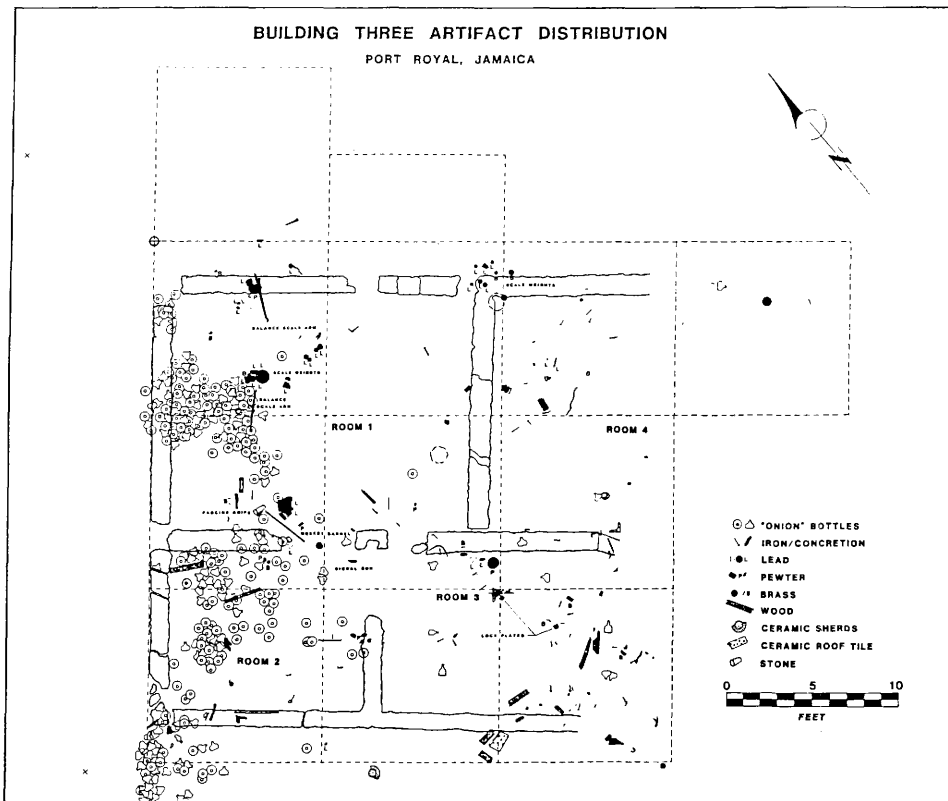 BUILDING THREE ARTIFACT DISTRIBUTION
PORT ROYAL, JAMAICA
N
SCALE WEIGHTS
BALANCE SCALE ARM
SCALE WEIGHTS
BALANCE
SCALE ARM
ROOM 1
ROOM 4
ROOM 3
LOCK PLATES
ROOM 2
"ONION" BOTTLES
IRON/CONCRETION
LEAD
PEWTER
BRASS
WOOD
CERAMIC SHERDS
CERAMIC ROOF TILE
STONE
0 5 10
FEET